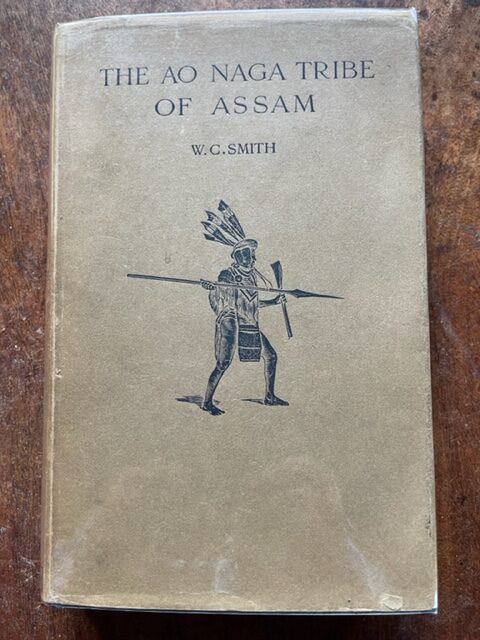 THE AO NAGA TRIBE
OF ASSAM
W. C. SMITH